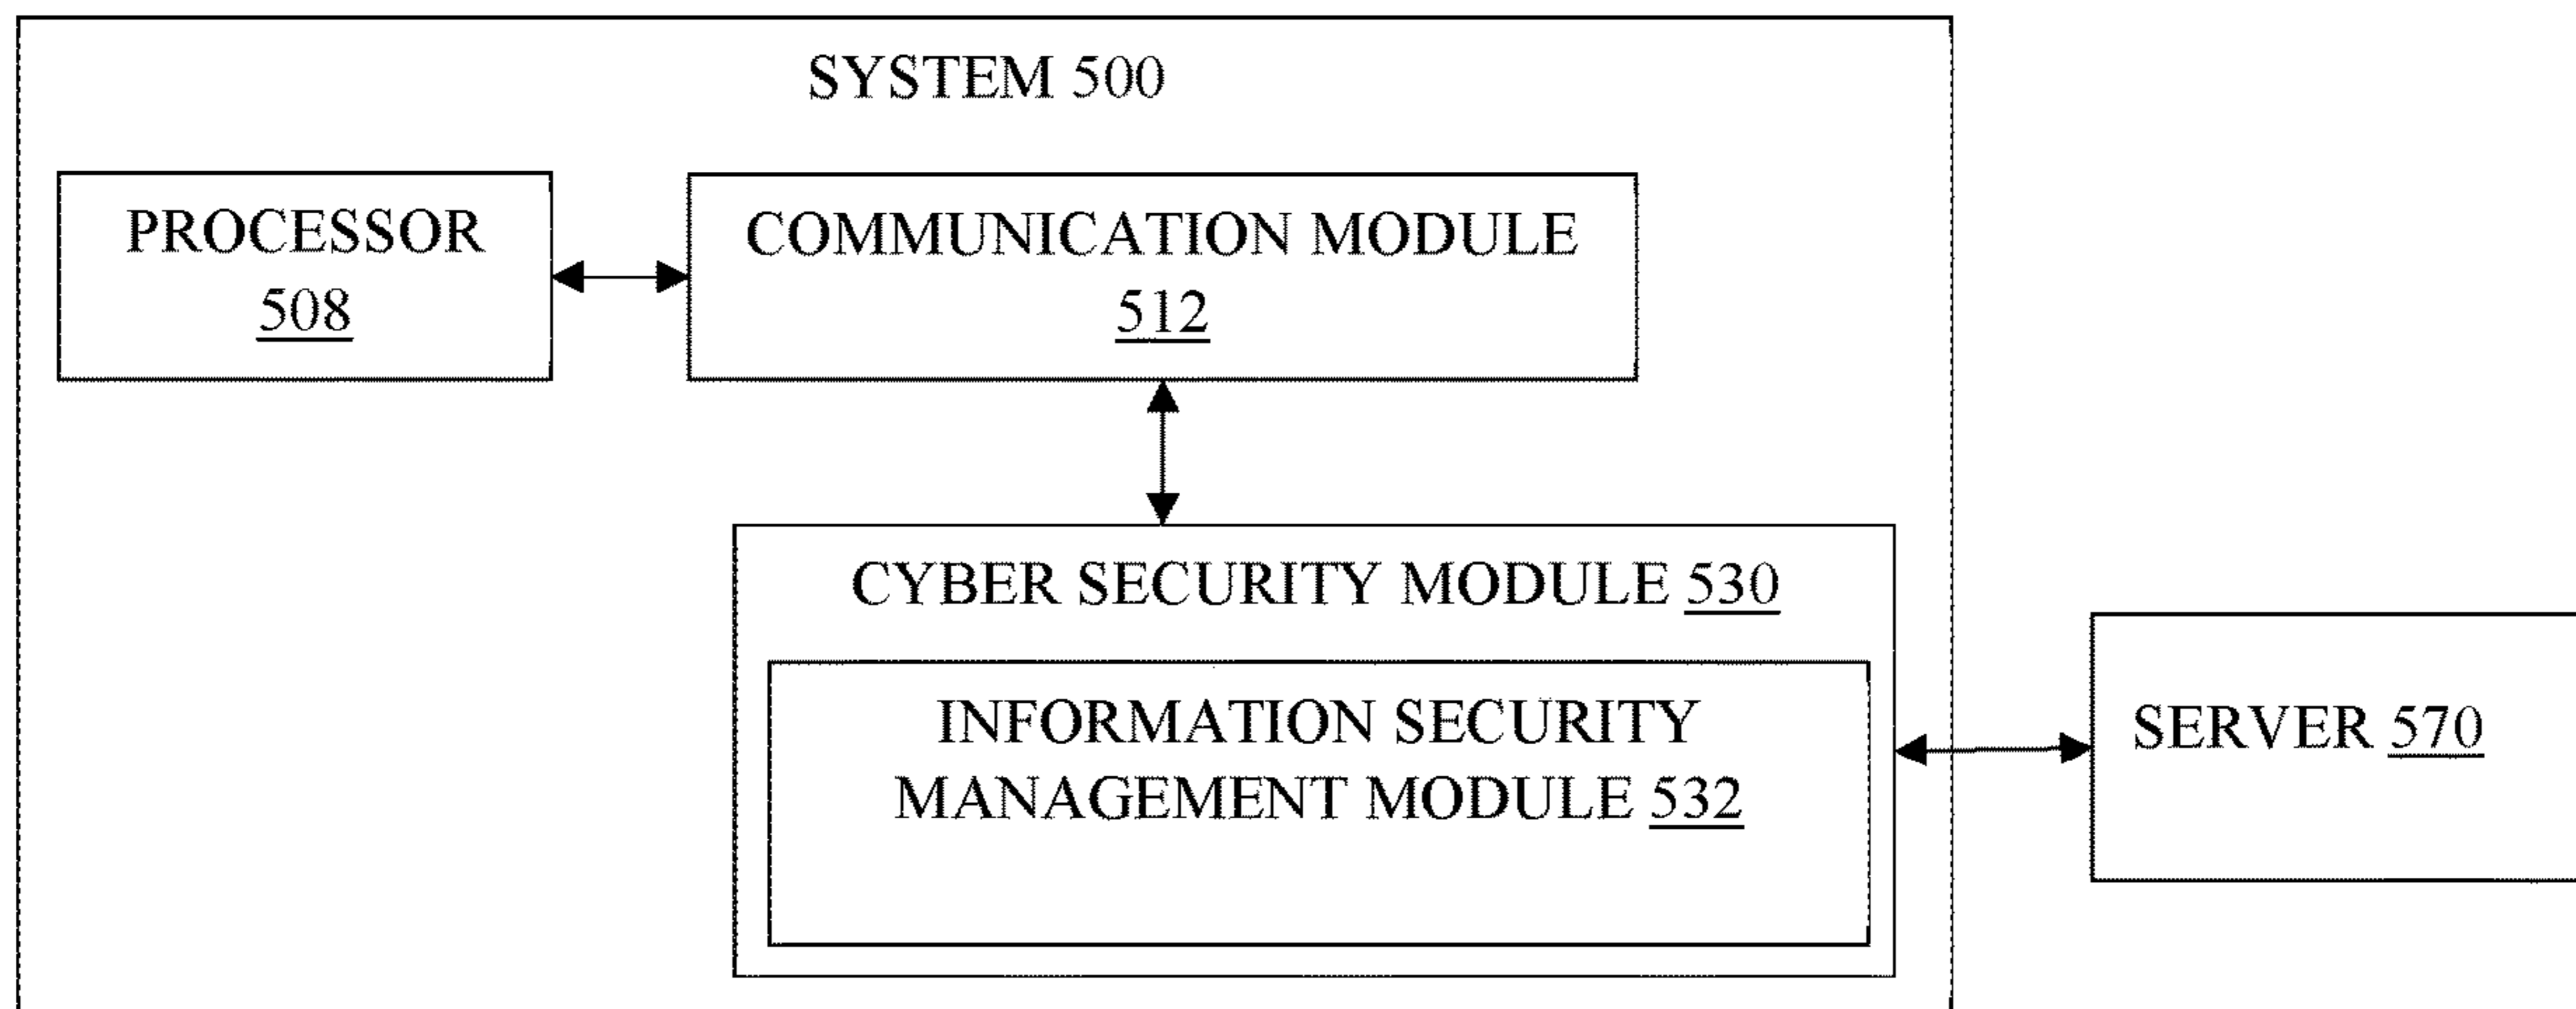 SYSTEM 500
PROCESSOR
508
COMMUNICATION MODULE
512
CYBER SECURITY MODULE 530
INFORMATION SECURITY
MANAGEMENT MODULE 532
SERVER 570